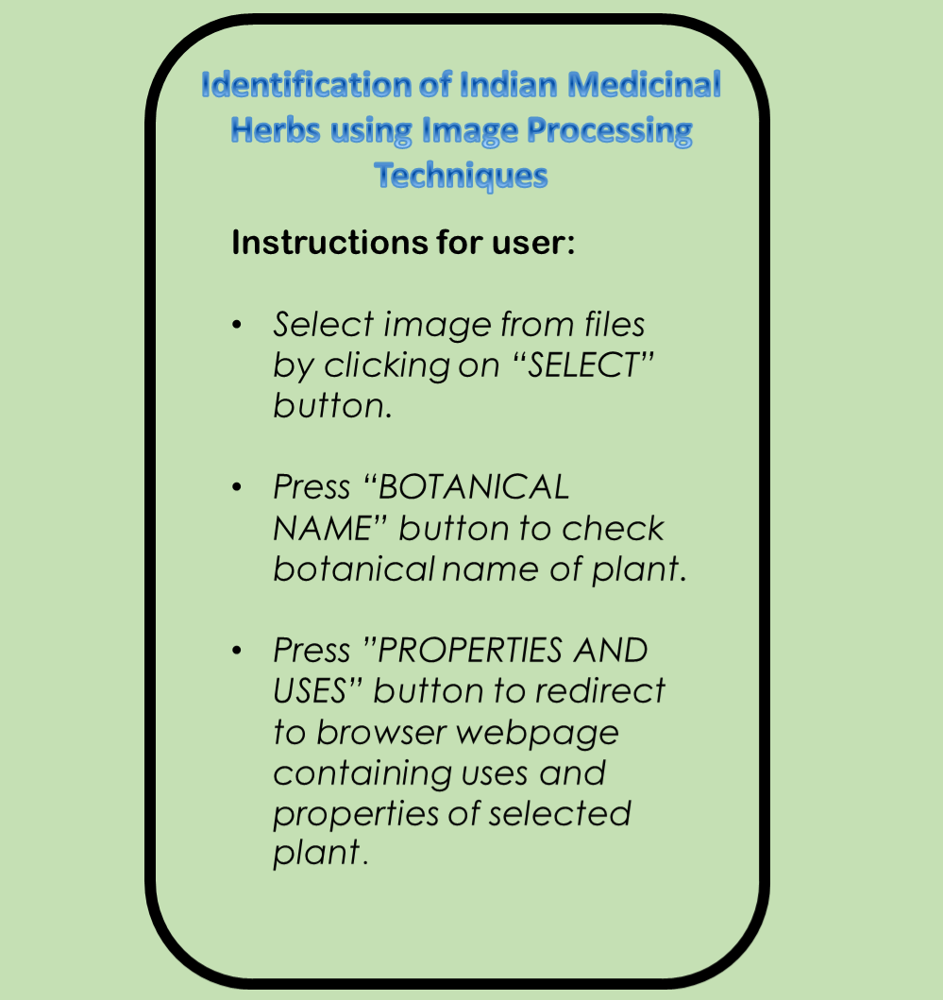 Identification of Indian Medicinal
Herbs using Image Processing
Techniques
Instructions for user:
• Select image from files
by clicking on “SELECT”
button.
• Press “BOTANICAL
NAME” button to check
botanical name of plant.
• Press ”PROPERTIES AND
USES” button to redirect
to browser webpage
containing uses and
properties of selected
plant.